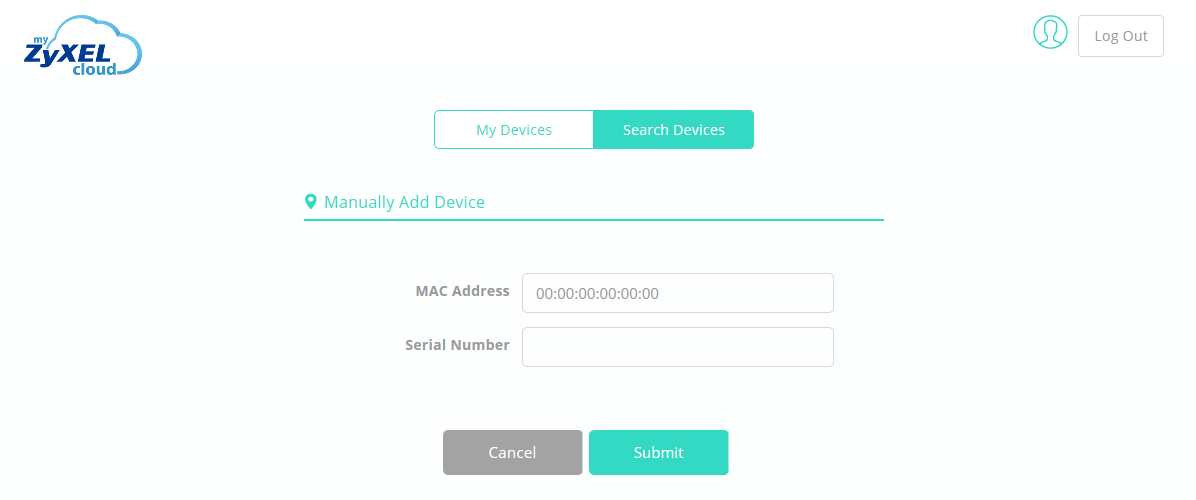 my
ZyXEL
cloud
Log Out
My Devices
Search Devices
Manually Add Device
MAC Address
00:00:00:00:00:00
Serial Number
Cancel
Submit